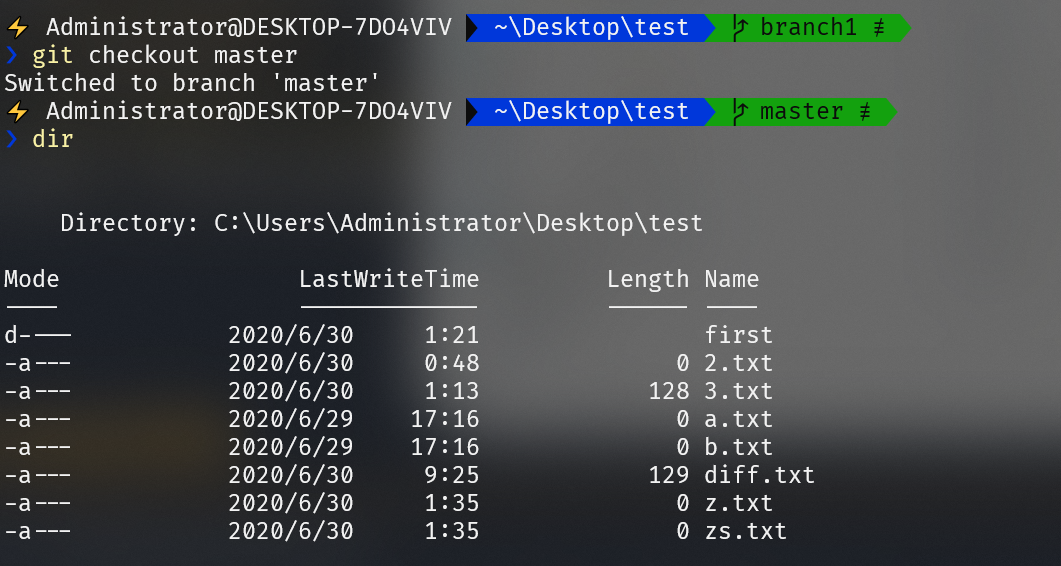 ⚡ Administrator@DESKTOP-7DO4VIV ~\Desktop\test branch1 ≢
❯ git checkout master
Switched to branch 'master'
⚡ Administrator@DESKTOP-7DO4VIV ~\Desktop\test master ≢
❯ dir
Directory: C:\Users\Administrator\Desktop\test
Mode LastWriteTime Length Name
---- ------------- ------ ----
d---- 2020/6/30 1:21 first
-a--- 2020/6/30 0:48 0 2.txt
-a--- 2020/6/30 1:13 128 3.txt
-a--- 2020/6/29 17:16 0 a.txt
-a--- 2020/6/29 17:16 0 b.txt
-a--- 2020/6/30 9:25 129 diff.txt
-a--- 2020/6/30 1:35 0 z.txt
-a--- 2020/6/30 1:35 0 zs.txt